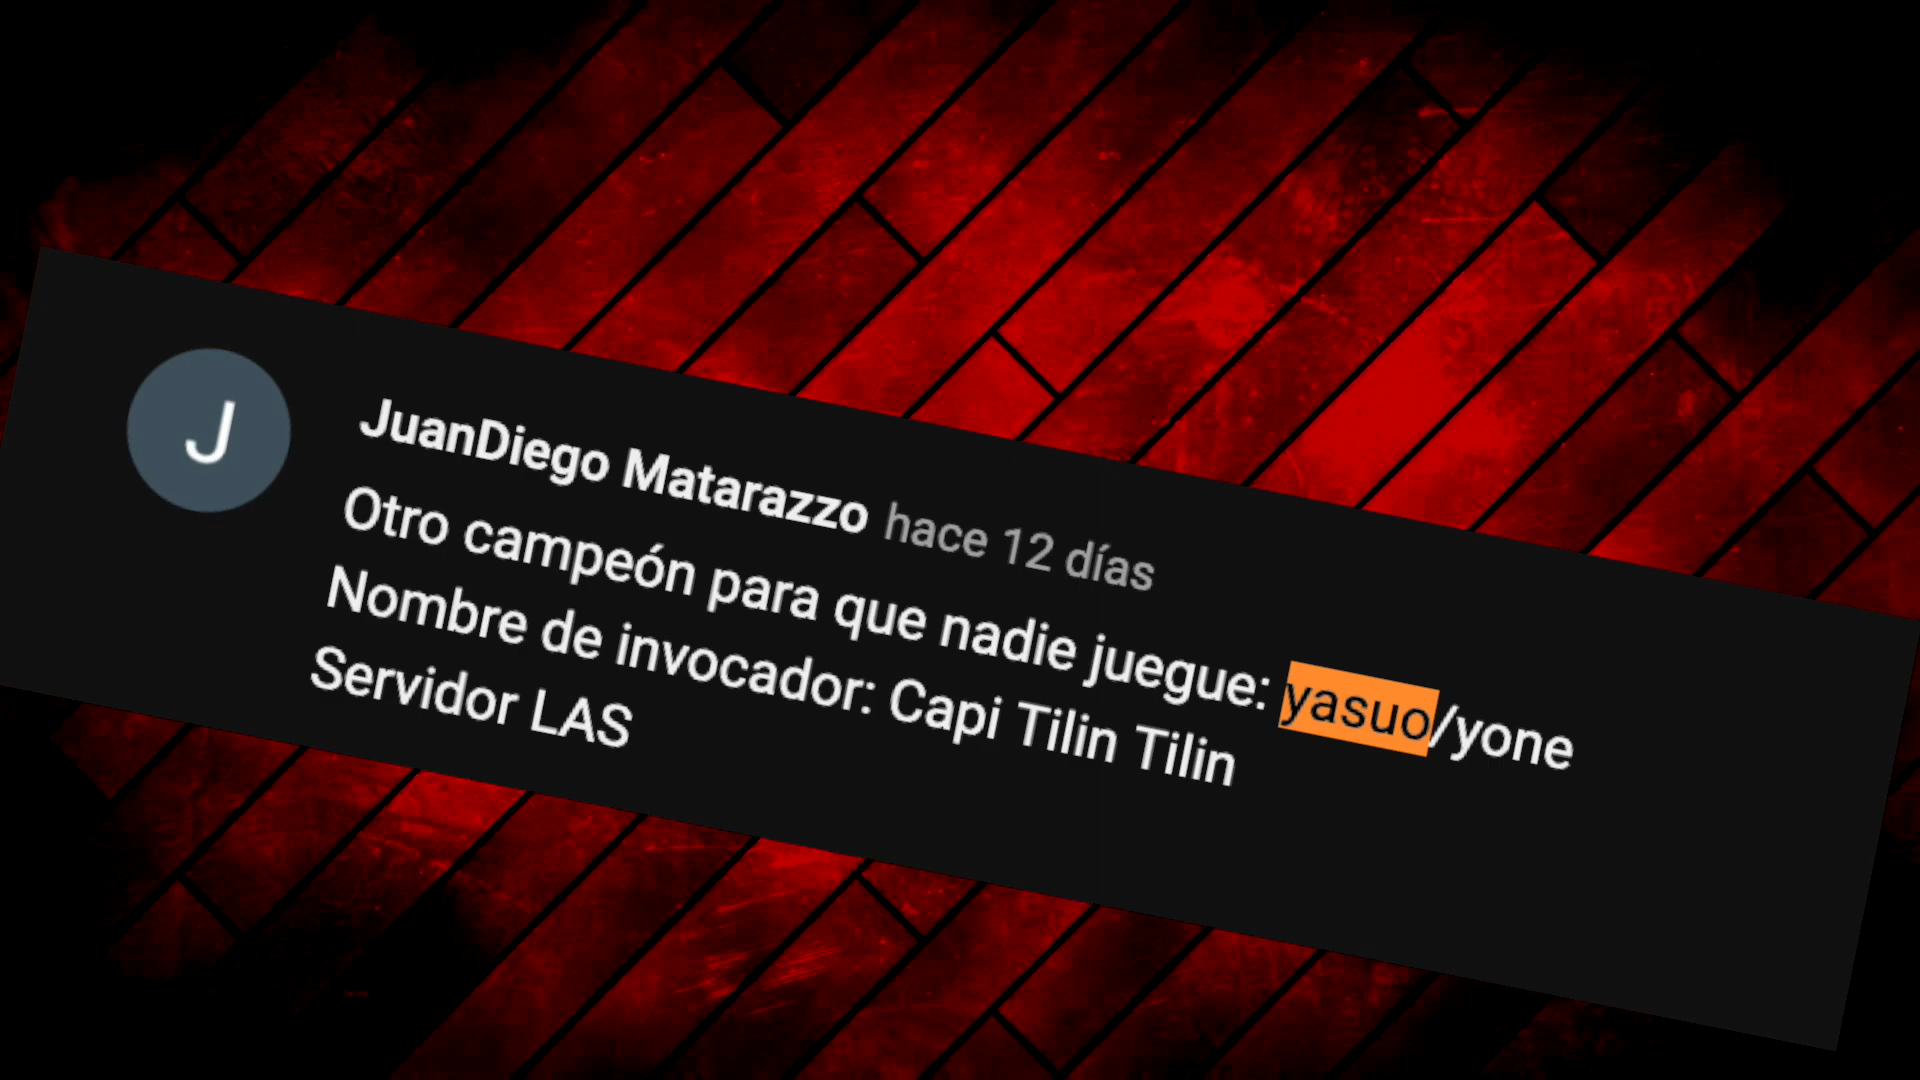 J
JuanDiego Matarazzo hace 12 días
Otro campeón para que nadie juegue: yasuo/yone
Nombre de invocador: Capi Tilin Tilin
Servidor LAS